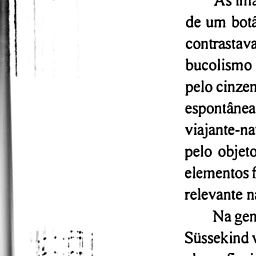 As ima
de um botâ
contrastava
bucolismo
pelo cinzen
espontânea
viajante-na
pelo objeto
elementos f
relevante na
Na gen
Süssekind v